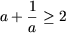 a + \frac{1}{a} \geq 2